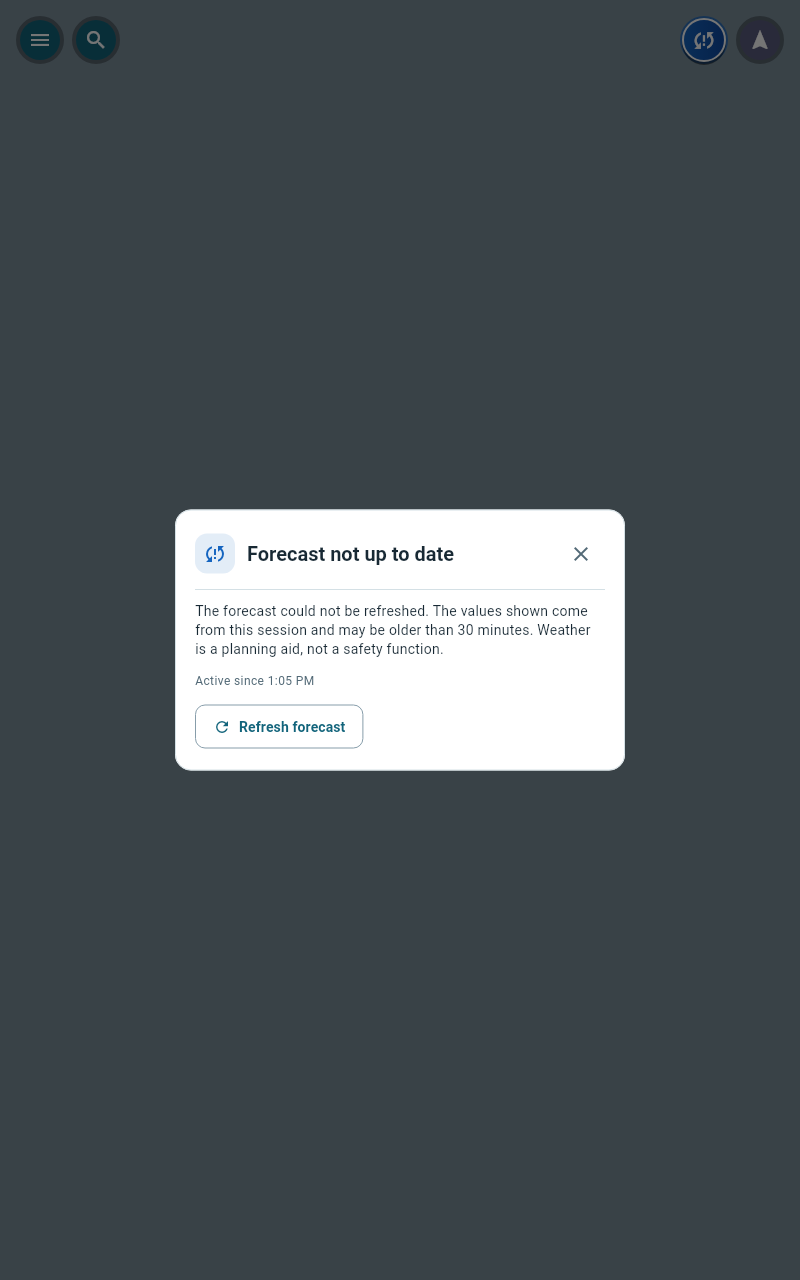 Forecast not up to date
The forecast could not be refreshed. The values shown come
from this session and may be older than 30 minutes. Weather
is a planning aid, not a safety function.
Active since 1:05 PM
Refresh forecast